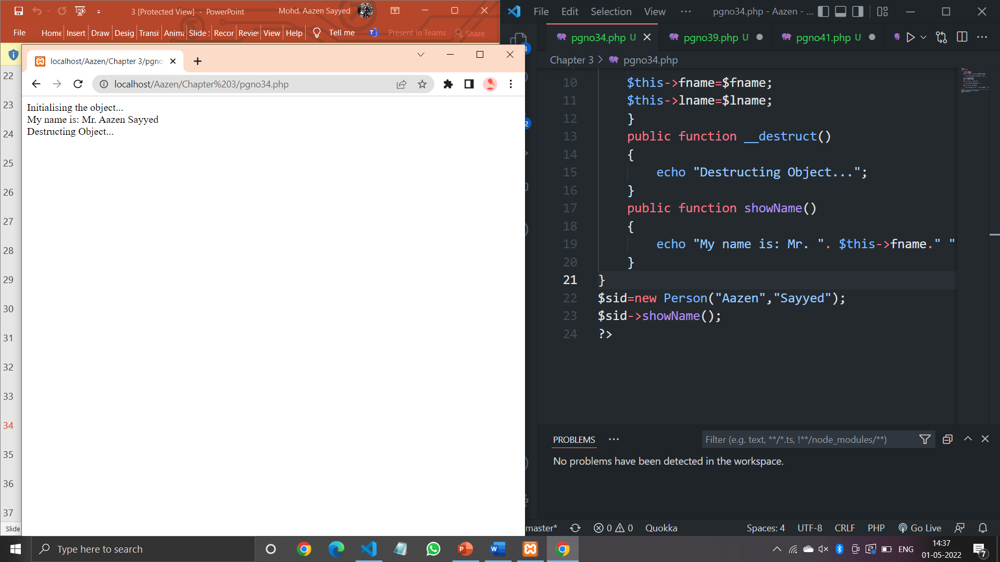 3 [Protected View] - PowerPoint
Mohd. Aazen Sayyed
File Home Insert Draw Desig Transi Anima Slide Recor Review View Help Tell me Present in Teams Share
22
23
24
25
26
27
28
29
30
31
32
33
34
35
36
37
Slide
localhost/Aazen/Chapter 3/pgno
localhost/Aazen/Chapter%203/pgno34.php
Initialising the object...
My name is: Mr. Aazen Sayyed
Destructing Object...
File Edit Selection View ··· pgno34.php - Aazen - ...
pgno34.php U pgno39.php U pgno41.php U
Chapter 3 > pgno34.php
10 $this->fname=$fname;
11 $this->lname=$lname;
12 }
13 public function __destruct()
14 {
15 echo "Destructing Object...";
16 }
17 public function showName()
18 {
19 echo "My name is: Mr. ". $this->fname." "
20 }
21 }
22 $sid=new Person("Aazen","Sayyed");
23 $sid->showName();
24 ?>
PROBLEMS ··· Filter (e.g. text, **/*.ts, !**/node_modules/**)
No problems have been detected in the workspace.
master* 0 0 Quokka Spaces: 4 UTF-8 CRLF PHP Go Live
Type here to search
ENG
14:37
01-05-2022
7